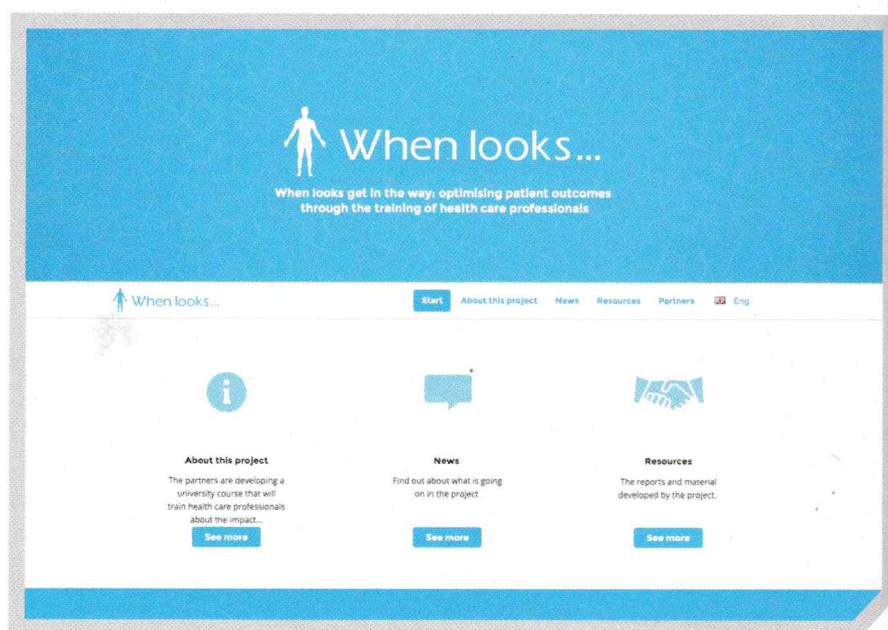 When looks...
When looks get in the way: optimising patient outcomes
through the training of health care professionals
When looks...
Start About this project News Resources Partners Eng
About this project
The partners are developing a
university course that will
train health care professionals
about the impact...
See more
News
Find out about what is going
on in the project
See more
Resources
The reports and material
developed by the project.
See more